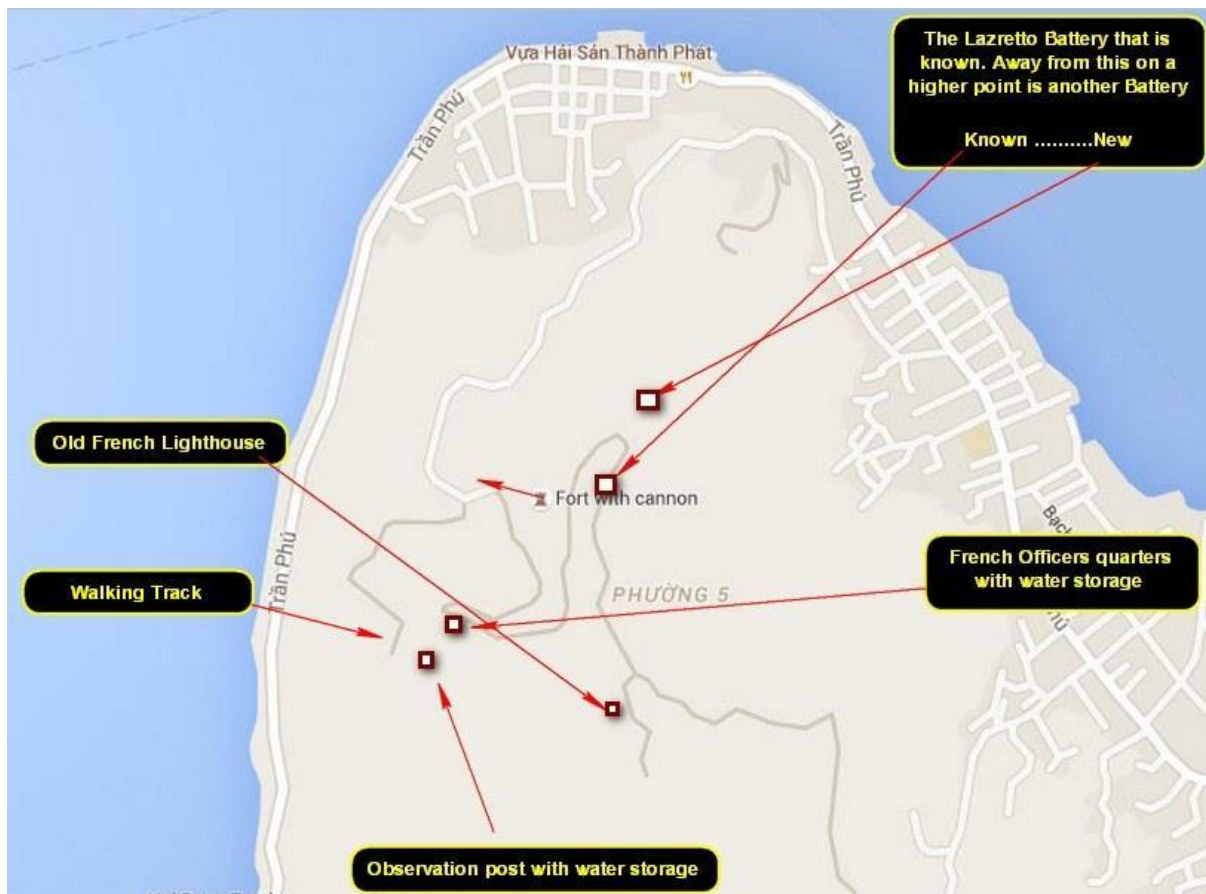 Vựa Hải Sản Thành Phát
The Lazretto Battery that is
known. Away from this on a
higher point is another Battery
Known ..........New
Trần Phú
Trần Phú
Old French Lighthouse
Fort with cannon
Trần Phú
Walking Track
French Officers quarters
with water storage
PHƯỜNG 5
Bạch
Phú
Observation post with water storage